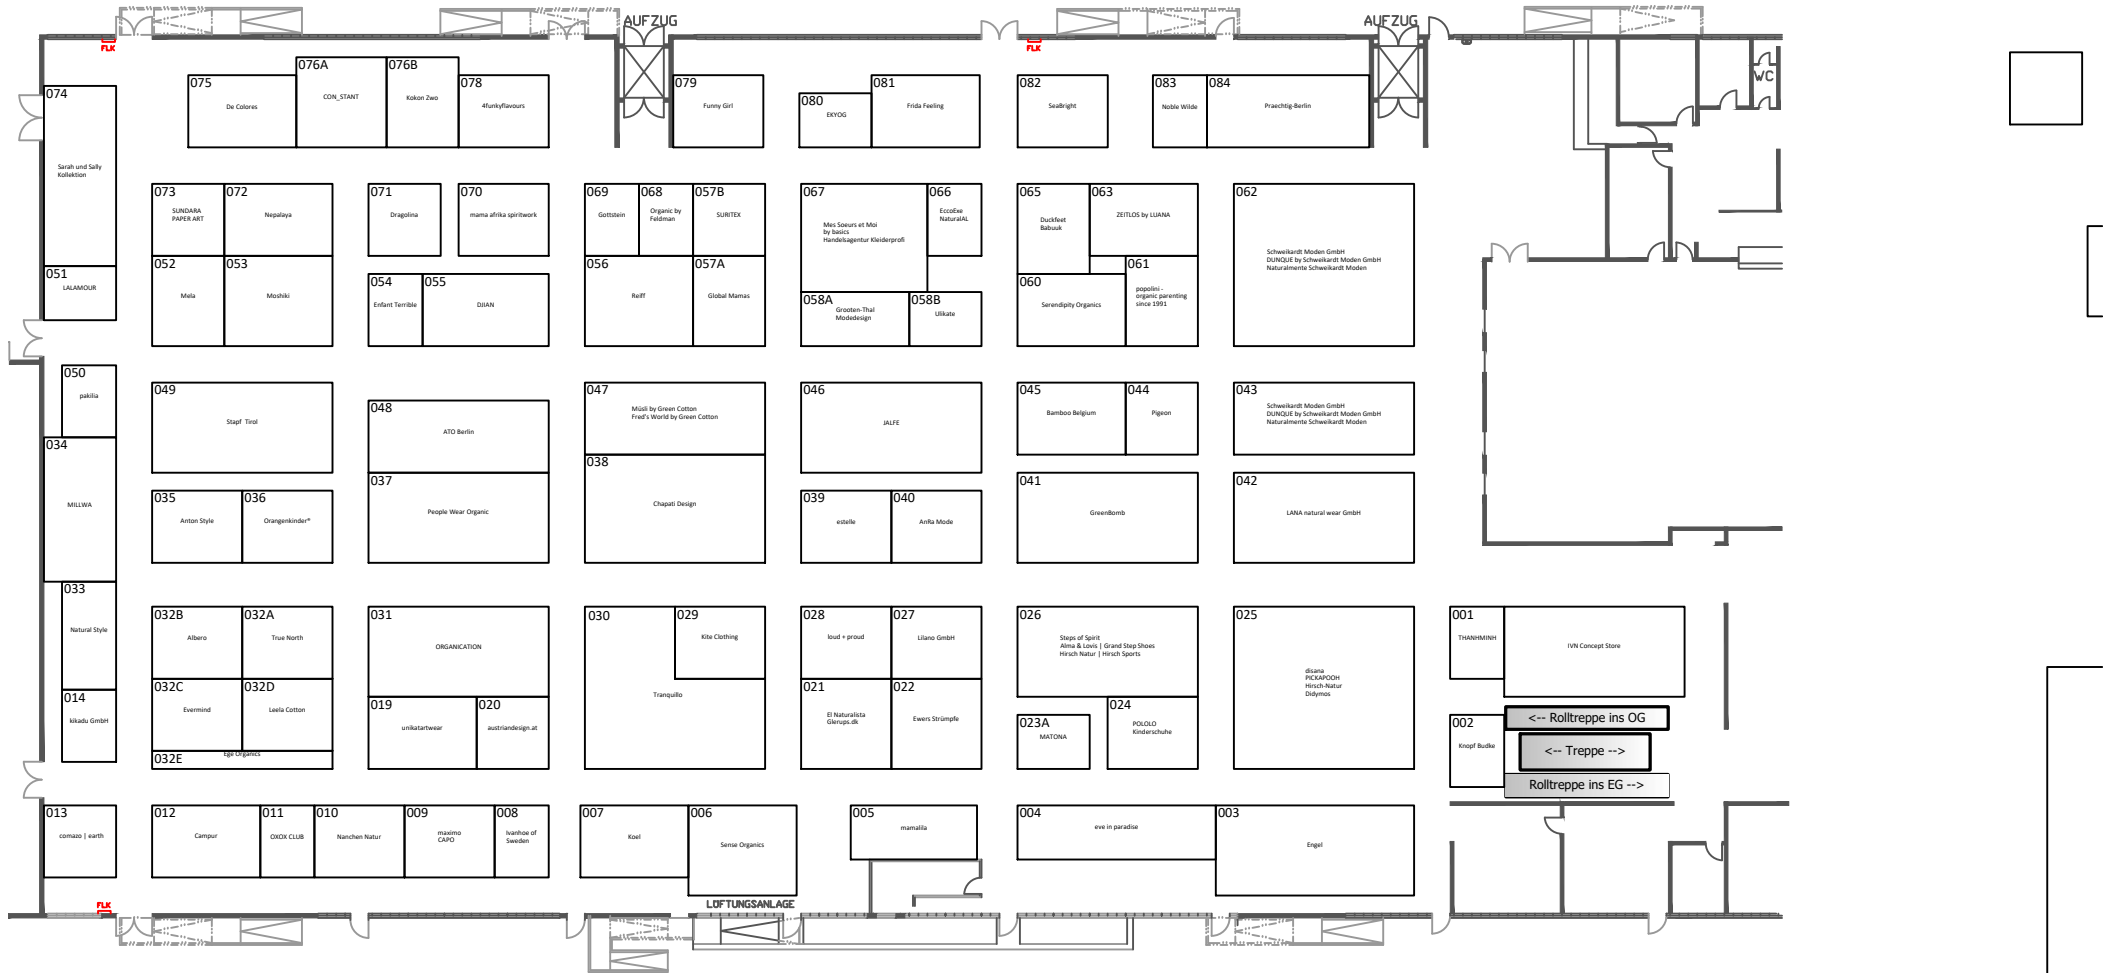 AUFZUG
AUFZUG
FLK
FLK
WC
074
Sarah und Sally
Kollektion
075
De Colores
076A
CON_STANT
076B
Kokon Zwo
078
4funkyflavours
079
Funny Girl
080
EKYOG
081
Frida Feeling
082
SeaBright
083
Noble Wilde
084
Praechtig-Berlin
073
SUNDARA
PAPER ART
072
Nepalaya
071
Dragolina
070
mama afrika spiritwork
069
Gottstein
068
Organic by
Feldman
057B
SURITEX
067
Mes Soeurs et Moi
by basics
Handelsagentur Kleiderprofi
066
EccoExe
NaturalAL
065
Duckfeet
Babuuk
063
ZEITLOS by LUANA
062
Schweikardt Moden GmbH
DUNQUE by Schweikardt Moden GmbH
Naturalmente Schweikardt Moden
051
LALAMOUR
052
Mela
053
Moshiki
054
Enfant Terrible
055
DJIAN
056
Reiff
057A
Global Mamas
058A
Grooten-Thal
Modedesign
058B
Ulikate
060
Serendipity Organics
061
popolini -
organic parenting
since 1991
050
pakilia
049
Stapf Tirol
048
ATO Berlin
047
Müsli by Green Cotton
Fred's World by Green Cotton
046
JALFE
045
Bamboo Belgium
044
Pigeon
043
Schweikardt Moden GmbH
DUNQUE by Schweikardt Moden GmbH
Naturalmente Schweikardt Moden
034
MILLWA
035
Anton Style
036
Orangenkinder®
037
People Wear Organic
038
Chapati Design
039
estelle
040
AnRa Mode
041
GreenBomb
042
LANA natural wear GmbH
033
Natural Style
032B
Albero
032A
True North
031
ORGANICATION
030
Tranquillo
029
Kite Clothing
028
loud + proud
027
Lilano GmbH
026
Steps of Spirit
Alma & Lovis | Grand Step Shoes
Hirsch Natur | Hirsch Sports
025
disana
PICKAPOOH
Hirsch-Natur
Didymos
001
THANHMINH
IVN Concept Store
014
kikadu GmbH
032C
Evermind
032D
Leela Cotton
032E
Ege Organics
019
unikatartwear
020
austriandesign.at
021
El Naturalista
Glerups.dk
022
Ewers Strümpfe
023A
MATONA
024
POLOLO
Kinderschuhe
002
Knopf Budke
<-- Rolltreppe ins OG
<-- Treppe -->
Rolltreppe ins EG -->
013
comazo | earth
012
Campur
011
OXOX CLUB
010
Nanchen Natur
009
maximo
CAPO
008
Ivanhoe of
Sweden
007
Koel
006
Sense Organics
005
mamalila
004
eve in paradise
003
Engel
FLK
LÜFTUNGSANLAGE